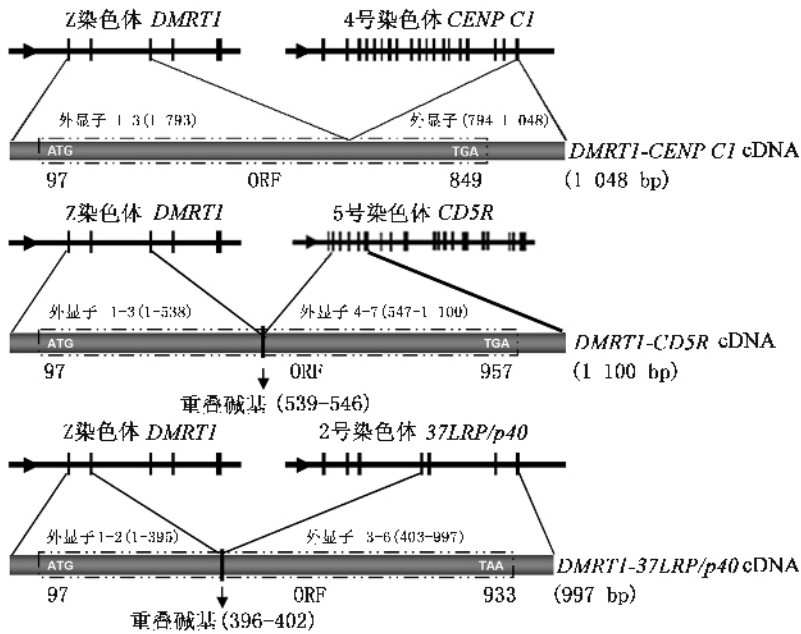 Z染色体 DMRT1
4号染色体 CENP C1
外显子 1-3(1-793)
外显子(794-1 048)
ATG
TGA
DMRT1-CENP C1 cDNA
97
ORF
849
(1 048 bp)
Z染色体 DMRT1
5号染色体 CD5R
外显子 1-3(1-538)
外显子 4-7(547-1 100)
ATG
TGA
DMRT1-CD5R cDNA
97
ORF
957
(1 100 bp)
重叠碱基(539-546)
Z染色体 DMRT1
2号染色体 37LRP/p40
外显子1-2(1-395)
外显子 3-6(403-997)
ATG
TAA
DMRT1-37LRP/p40 cDNA
97
ORF
933
(997 bp)
重叠碱基(396-402)